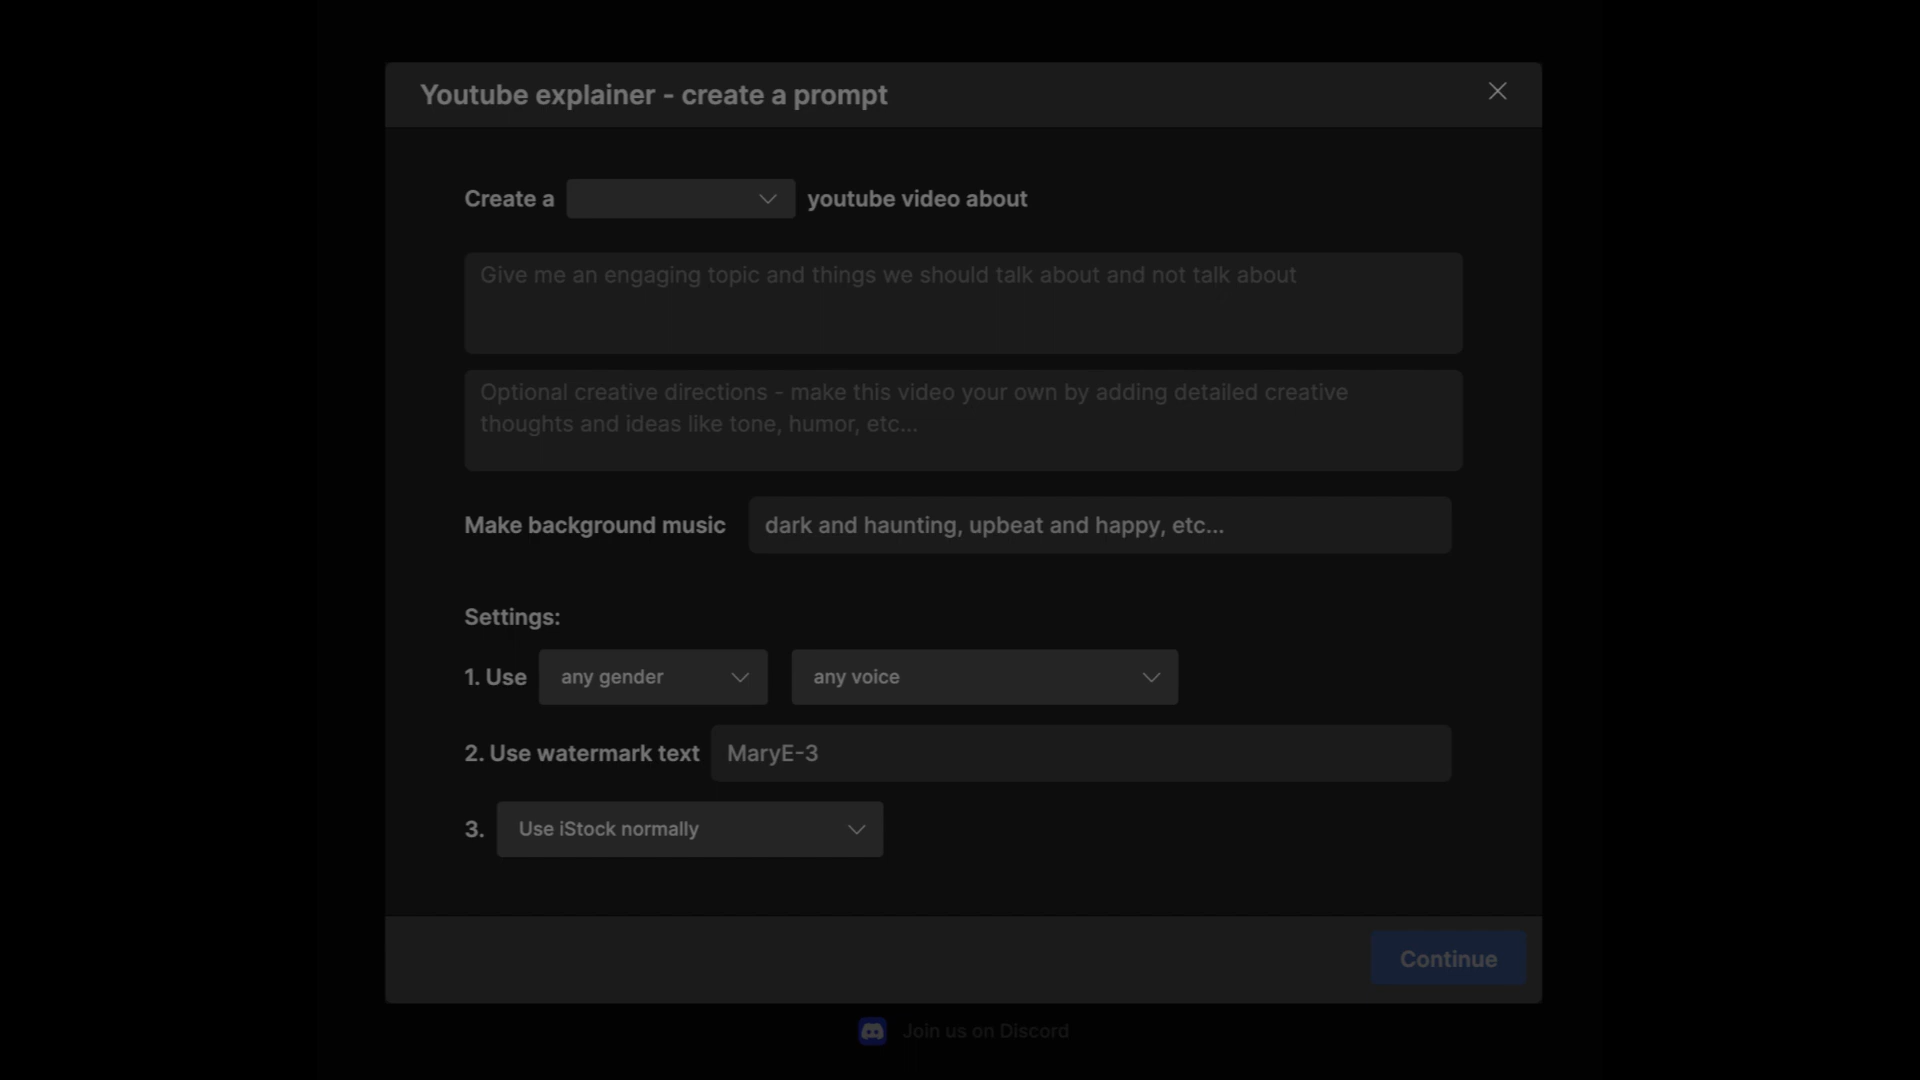 Youtube explainer - create a prompt
Create a youtube video about
Give me an engaging topic and things we should talk about and not talk about
Optional creative directions - make this video your own by adding detailed creative
thoughts and ideas like tone, humor, etc...
Make background music dark and haunting, upbeat and happy, etc...
Settings:
1. Use any gender any voice
2. Use watermark text MaryE-3
3. Use iStock normally
Continue
Join us on Discord